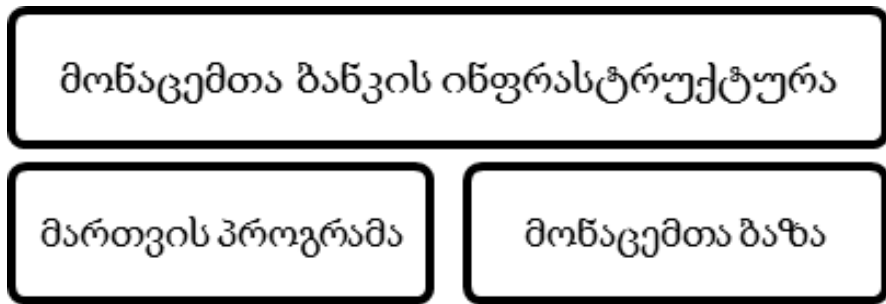 მონაცემთა ბანკის ინფრასტრუქტურა
მართვის პროგრამა
მონაცემთა ბაზა